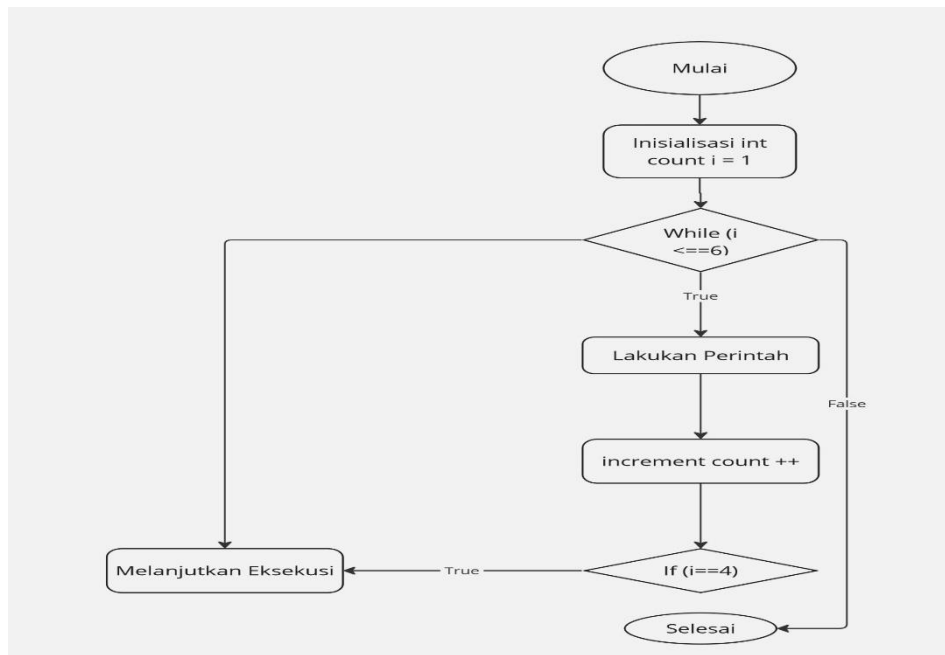 Mulai
Inisialisasi int
count i = 1
While (i
<==6)
True
Lakukan Perintah
False
increment count ++
Melanjutkan Eksekusi
True
If (i==4)
Selesai